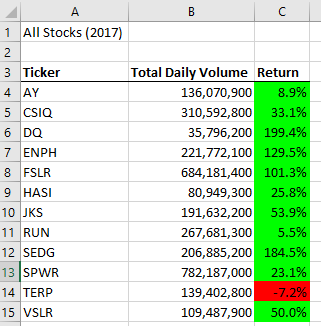 A B C
1 All Stocks (2017)
2
3 Ticker Total Daily Volume Return
4 AY 136,070,900 8.9%
5 CSIQ 310,592,800 33.1%
6 DQ 35,796,200 199.4%
7 ENPH 221,772,100 129.5%
8 FSLR 684,181,400 101.3%
9 HASI 80,949,300 25.8%
10 JKS 191,632,200 53.9%
11 RUN 267,681,300 5.5%
12 SEDG 206,885,200 184.5%
13 SPWR 782,187,000 23.1%
14 TERP 139,402,800 -7.2%
15 VSLR 109,487,900 50.0%